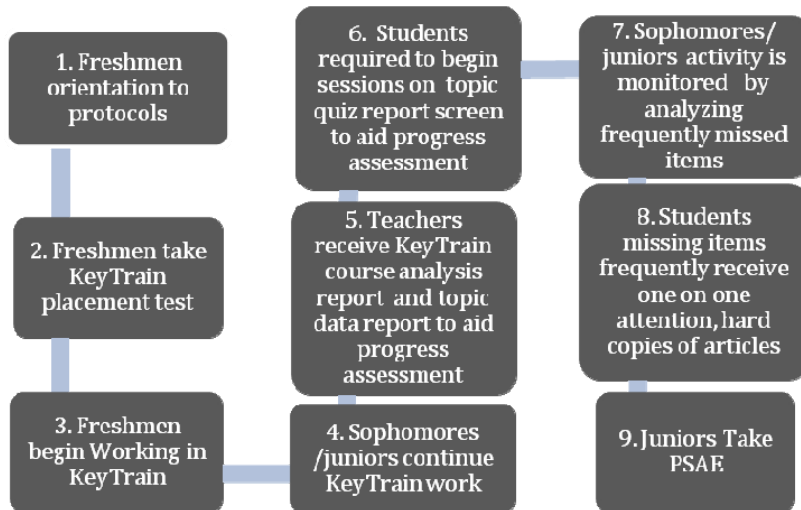 1. Freshmen
orientation to
protocols
2. Freshmen take
KeyTrain
placement test
3. Freshmen
begin Working in
KeyTrain
4. Sophomores
/juniors continue
KeyTrain work
5. Teachers
receive KeyTrain
course analysis
report and topic
data report to aid
progress
assessment
6. Students
required to begin
sessions on topic
quiz report screen
to aid progress
assessment
7. Sophomores/
juniors activity is
monitored by
analyzing
frequently missed
items
8. Students
missing items
frequently receive
one on one
attention, hard
copies of articles
9. Juniors Take
PSAE